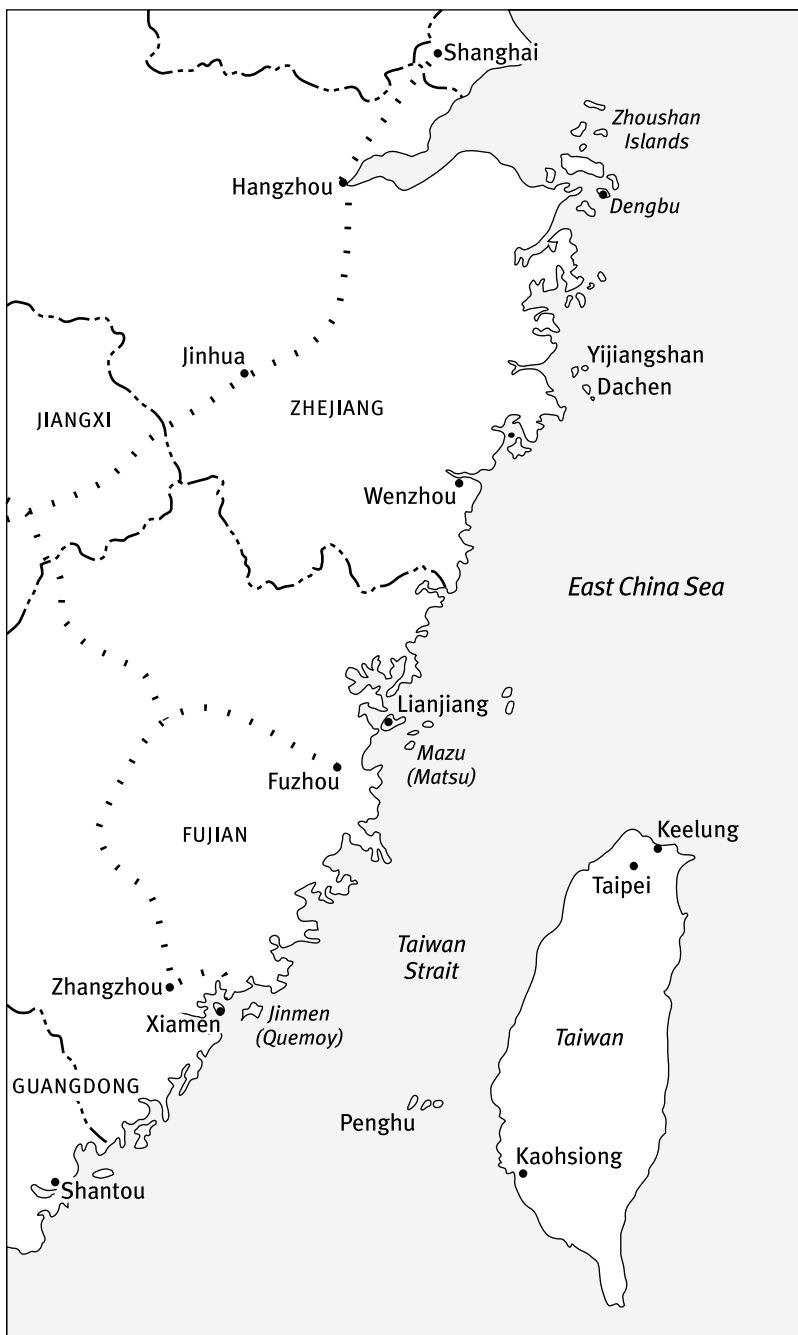 Shanghai
Zhoushan
Islands
Hangzhou
Dengbu
Jinhua
Yijiangshan
Dachen
ZHEJIANG
JIANGXI
Wenzhou
East China Sea
Lianjiang
Mazu
(Matsu)
Fuzhou
FUJIAN
Keelung
Taipei
Taiwan
Strait
Zhangzhou
Xiamen
Jinmen
(Quemoy)
Taiwan
GUANGDONG
Penghu
Kaohsiong
Shantou